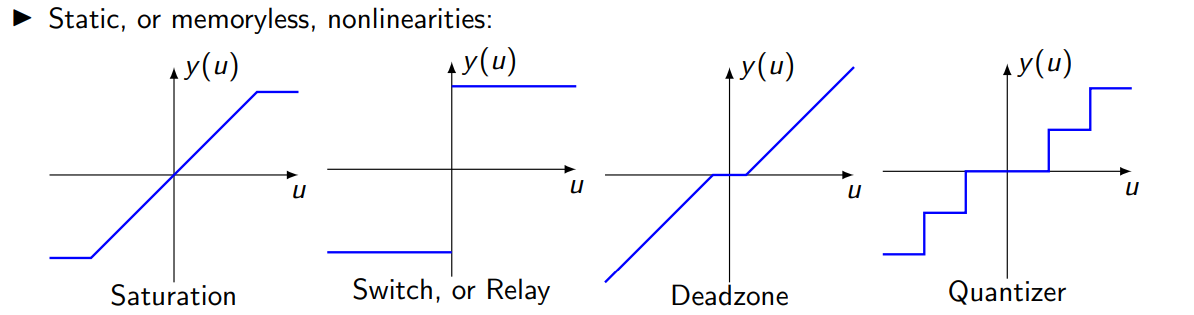 ▶ Static, or memoryless, nonlinearities:
y(u) y(u) y(u) y(u)
u u u u
Saturation Switch, or Relay Deadzone Quantizer